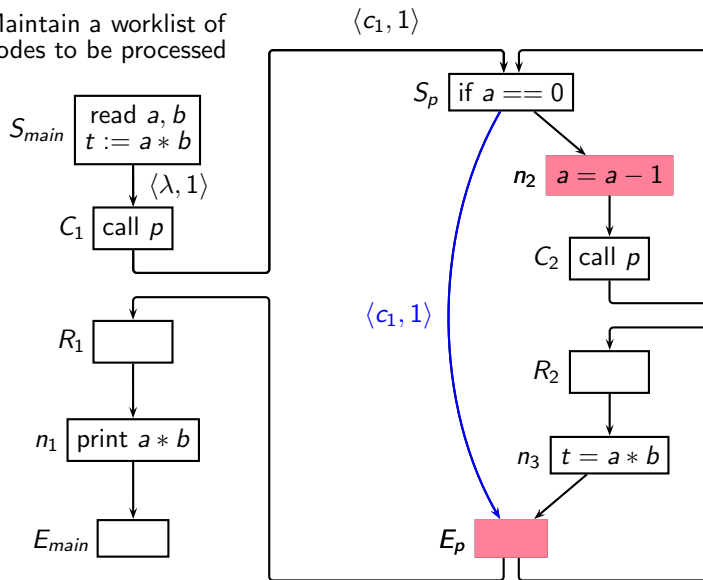 Maintain a worklist of
nodes to be processed
⟨c₁, 1⟩
S_p if a == 0
S_main read a, b
t := a * b
n₂ a = a − 1
⟨λ, 1⟩
C₁ call p
C₂ call p
⟨c₁, 1⟩
R₁
R₂
n₁ print a * b
n₃ t = a * b
E_main
E_p